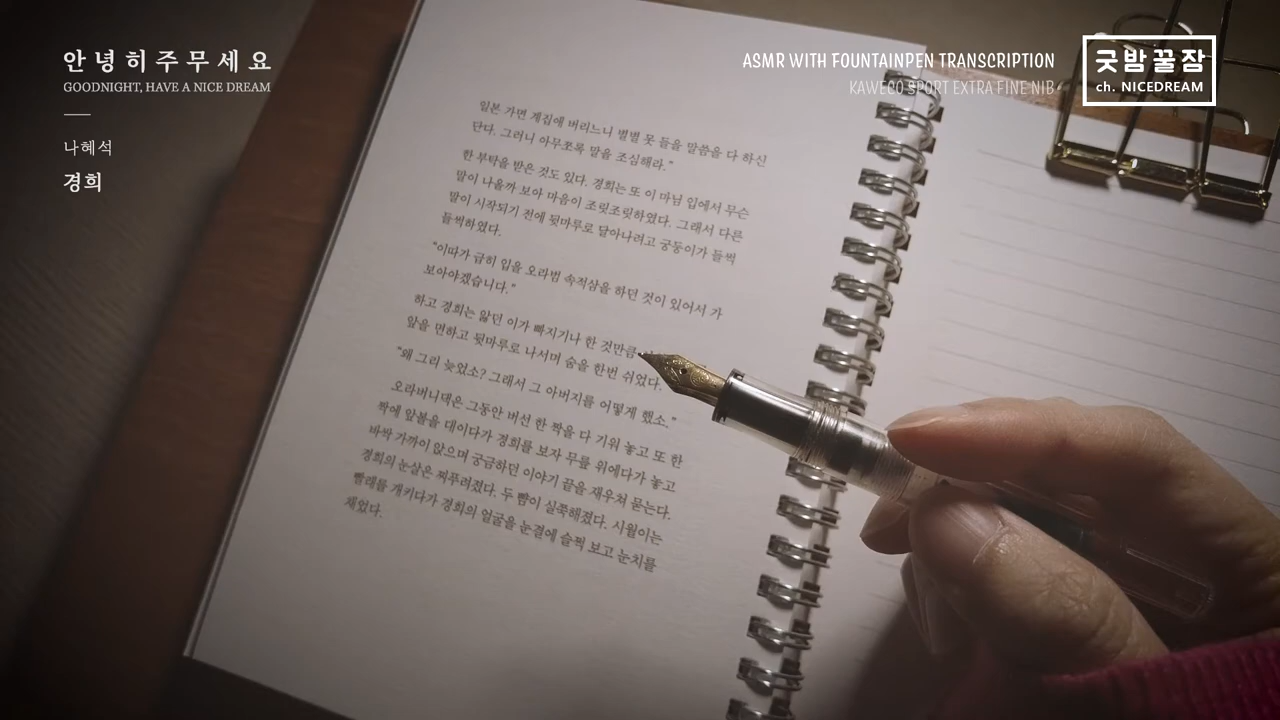 안녕히주무세요
GOODNIGHT, HAVE A NICE DREAM
나혜석
경희
ASMR WITH FOUNTAINPEN TRANSCRIPTION
KAWECO SPORT EXTRA FINE NIB
굿밤꿀잠
ch. NICEDREAM
일본 가면 계집애 버리느니 별별 못 들을 말씀을 다 하신
단다. 그러니 아무쪼록 말을 조심해라.”
한 부탁을 받은 것도 있다. 경희는 또 이 마님 입에서 무슨
말이 나올까 보아 마음이 조릿조릿하였다. 그래서 다른
말이 시작되기 전에 뒷마루로 달아나려고 궁둥이가 들썩
들썩하였다.
“이따가 급히 입을 오라범 속적삼을 하던 것이 있어서 가
보아야겠습니다.”
하고 경희는 앓던 이가 빠지기나 한 것만큼
앞을 면하고 뒷마루로 나서며 숨을 한번 쉬었다.
“왜 그리 늦었소? 그래서 그 아버지를 어떻게 했소.”
오라버니댁은 그동안 버선 한 짝을 다 기워 놓고 또 한
짝에 앞볼을 대이다가 경희를 보자 무릎 위에다가 놓고
바싹 가까이 앉으며 궁금하던 이야기 끝을 재우쳐 묻는다.
경희의 눈살은 찌푸려졌다. 두 뺨이 실쭉해졌다. 시월이는
빨래를 개키다가 경희의 얼굴을 눈결에 슬쩍 보고 눈치를
채었다.